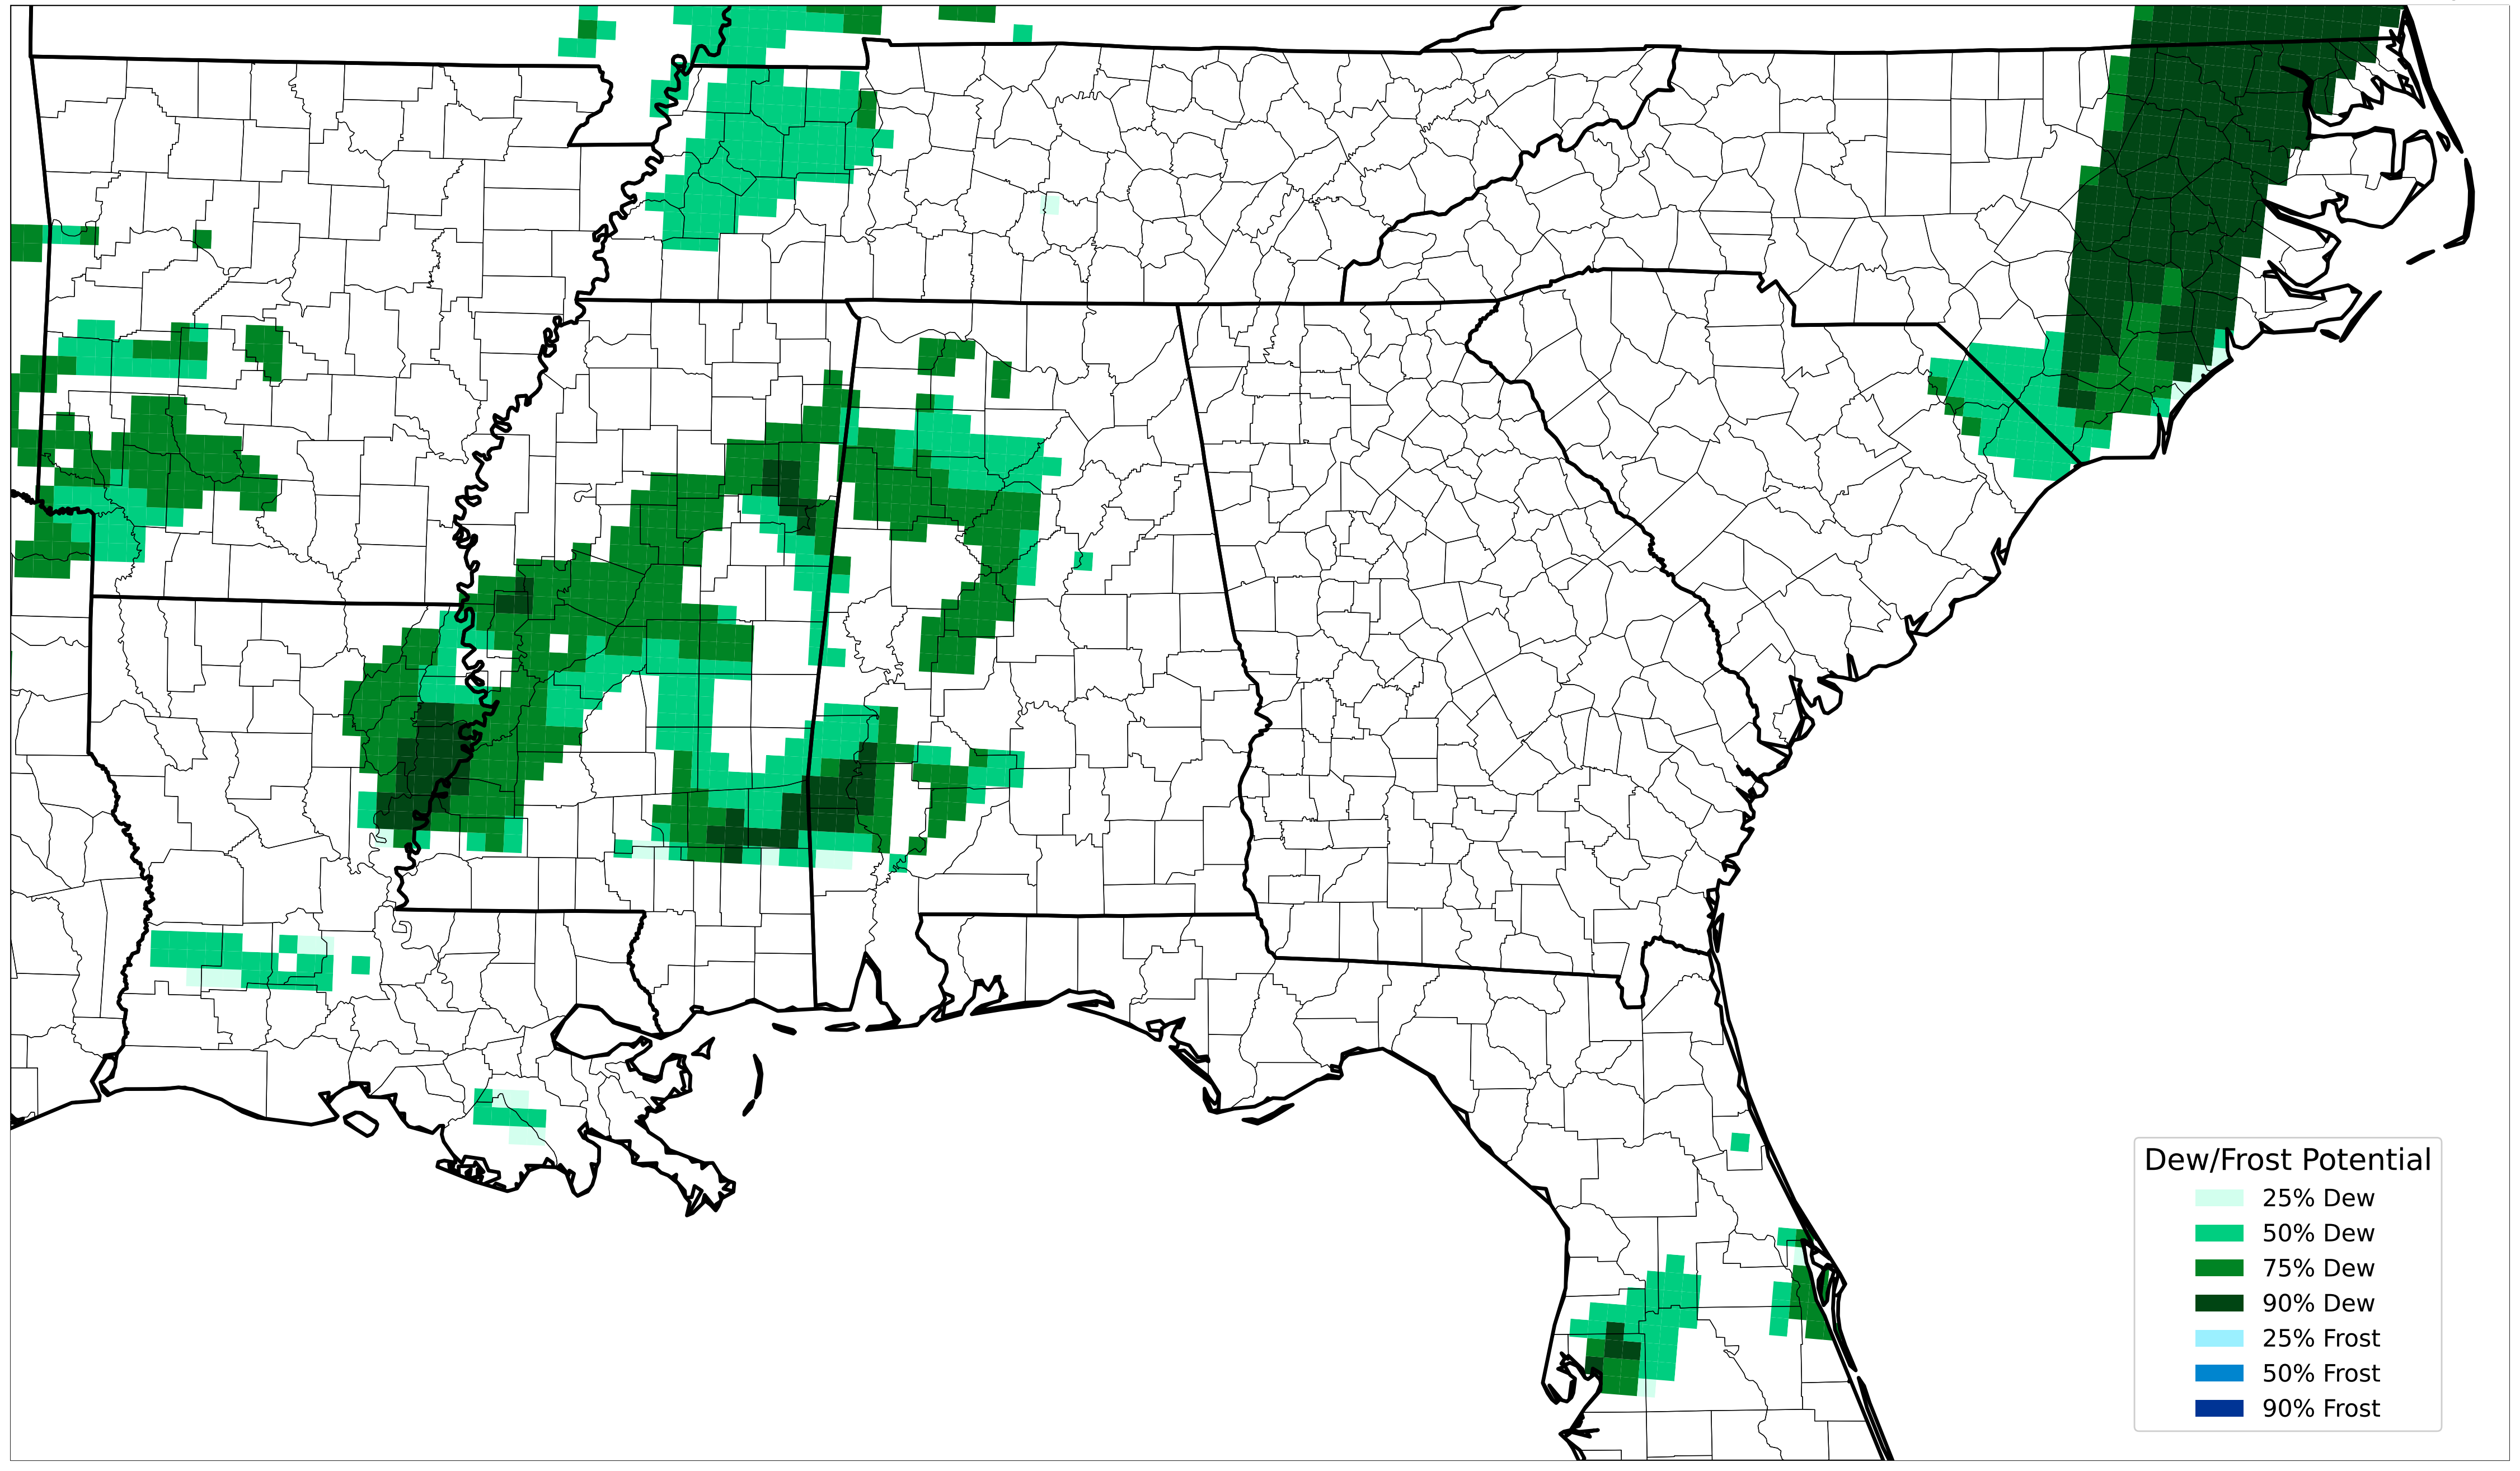 Dew/Frost Potential
25% Dew
50% Dew
75% Dew
90% Dew
25% Frost
50% Frost
90% Frost